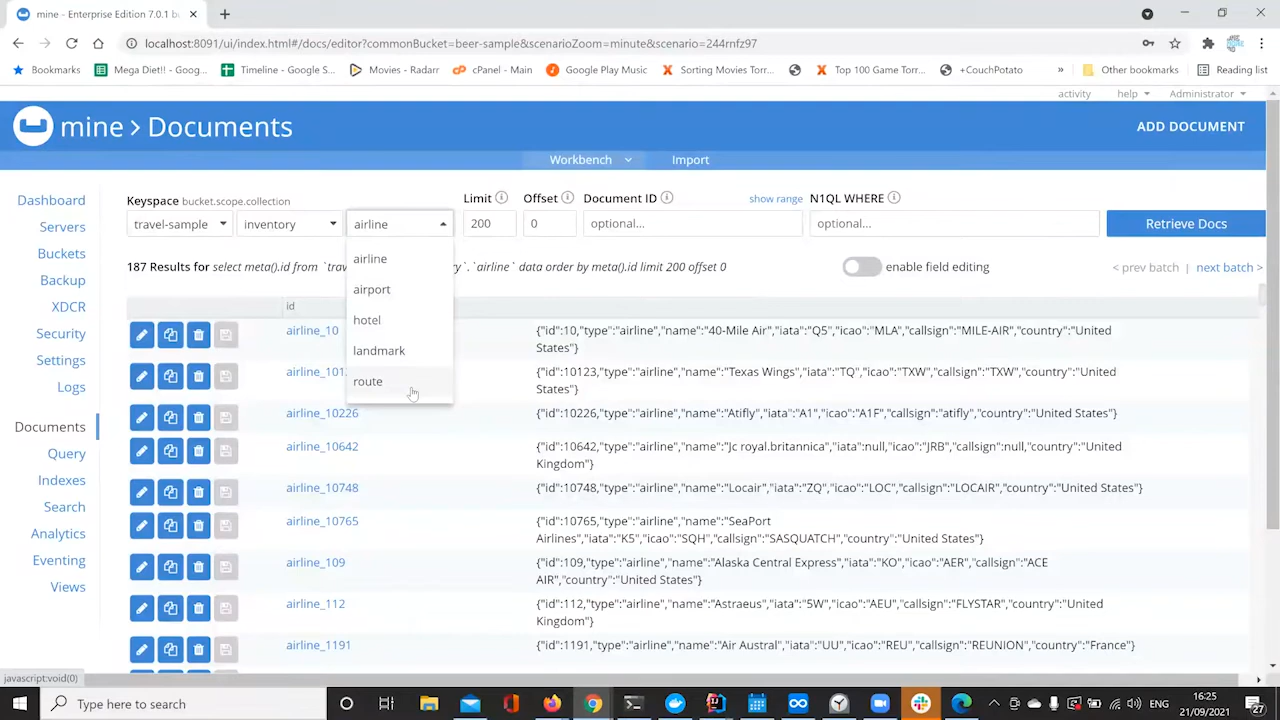 mine - Enterprise Edition 7.0.1 b
localhost:8091/ui/index.html#/docs/editor?commonBucket=beer-sample&scenarioZoom=minute&scenario=244rnfz97
Bookmarks
Mega Diet!! - Goog...
Timeline - Google S...
Movies - Radarr
cPanel - Main
Google Play Music
Sorting Movies Torr...
Top 100 Game Torr...
+CouchPotato
»
Other bookmarks
Reading list
activity
help
Administrator
mine > Documents
ADD DOCUMENT
Workbench
Import
Dashboard
Servers
Buckets
Backup
XDCR
Security
Settings
Logs
Documents
Query
Indexes
Search
Analytics
Eventing
Views
Keyspace bucket.scope.collection
Limit
Offset
Document ID
show range
N1QL WHERE
travel-sample
inventory
airline
200
0
optional...
optional...
Retrieve Docs
airline
airport
hotel
landmark
route
187 Results for select meta().id from `trav
y`.`airline` data order by meta().id limit 200 offset 0
enable field editing
< prev batch | next batch >
id
airline_10
{"id":10,"type":"airline","name":"40-Mile Air","iata":"Q5","icao":"MLA","callsign":"MILE-AIR","country":"United
States"}
airline_101
{"id":10123,"type":"airline","name":"Texas Wings","iata":"TQ","icao":"TXW","callsign":"TXW","country":"United
States"}
airline_10226
{"id":10226,"type":"airline","name":"Atifly","iata":"A1","icao":"A1F","callsign":"atifly","country":"United States"}
airline_10642
{"id":10642,"type":"airline","name":"Jc royal.britannica","iata":null,"icao":"JRB","callsign":null,"country":"United
Kingdom"}
airline_10748
{"id":10748,"type":"airline","name":"Locair","iata":"ZQ","icao":"LOC","callsign":"LOCAIR","country":"United States"}
airline_10765
{"id":10765,"type":"airline","name":"SeaPort
Airlines","iata":"K5","icao":"SQH","callsign":"SASQUATCH","country":"United States"}
airline_109
{"id":109,"type":"airline","name":"Alaska Central Express","iata":"KO","icao":"AER","callsign":"ACE
AIR","country":"United States"}
airline_112
{"id":112,"type":"airline","name":"Astraeus","iata":"5W","icao":"AEU","callsign":"FLYSTAR","country":"United
Kingdom"}
airline_1191
{"id":1191,"type":"airline","name":"Air Austral","iata":"UU","icao":"REU","callsign":"REUNION","country":"France"}
javascript:void(0)
Type here to search
ENG
16:25
21/09/2021
27